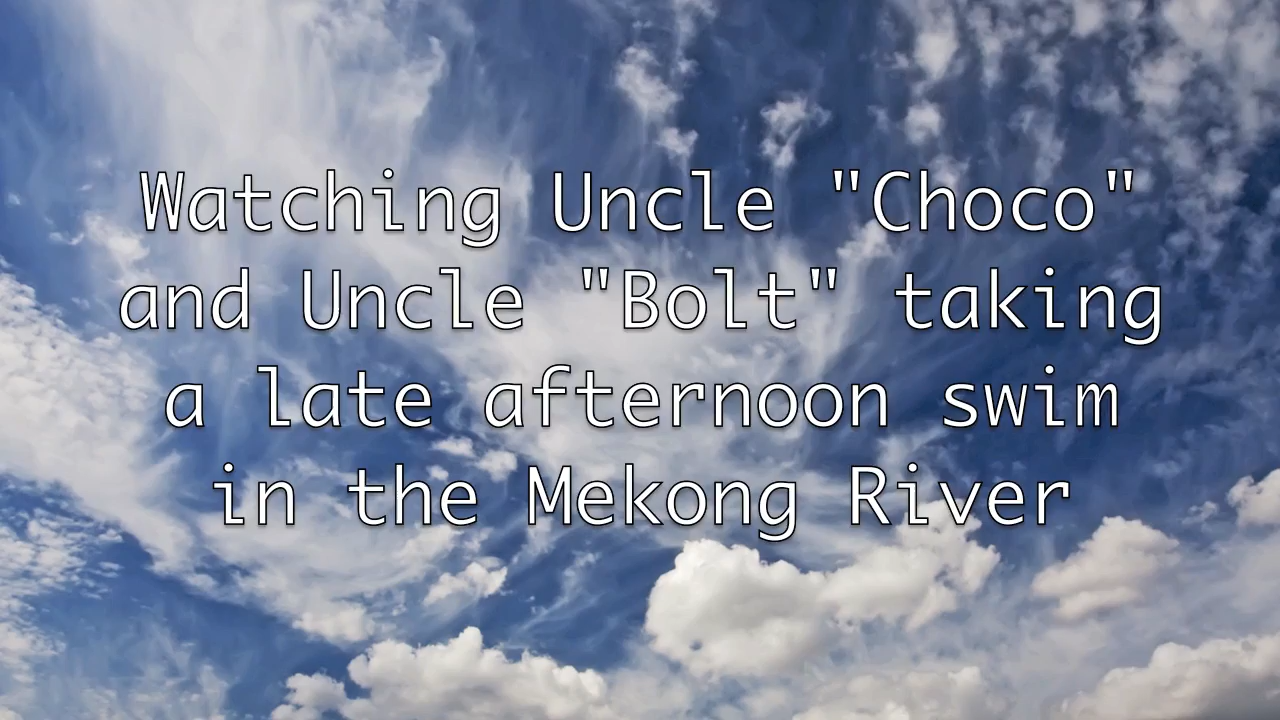 Watching Uncle "Choco"
and Uncle "Bolt" taking
a late afternoon swim
in the Mekong River